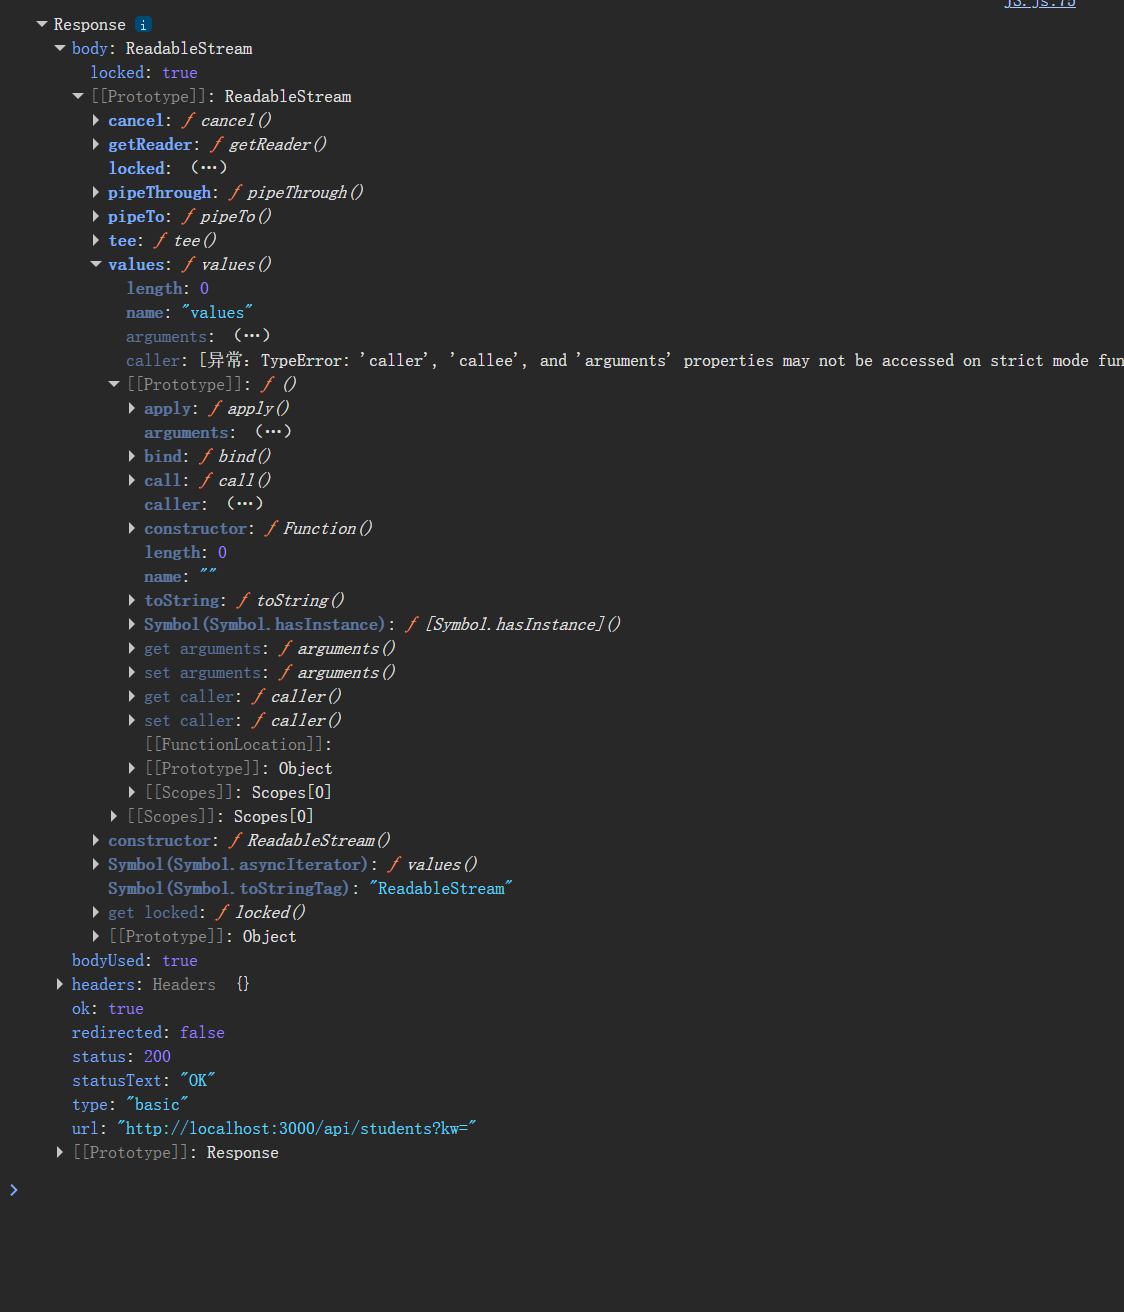 js.js:75
Response i
body: ReadableStream
locked: true
[[Prototype]]: ReadableStream
cancel: ƒ cancel()
getReader: ƒ getReader()
locked: (...)
pipeThrough: ƒ pipeThrough()
pipeTo: ƒ pipeTo()
tee: ƒ tee()
values: ƒ values()
length: 0
name: "values"
arguments: (...)
caller: [异常: TypeError: 'caller', 'callee', and 'arguments' properties may not be accessed on strict mode fun
[[Prototype]]: ƒ ()
apply: ƒ apply()
arguments: (...)
bind: ƒ bind()
call: ƒ call()
caller: (...)
constructor: ƒ Function()
length: 0
name: ""
toString: ƒ toString()
Symbol(Symbol.hasInstance): ƒ [Symbol.hasInstance]()
get arguments: ƒ arguments()
set arguments: ƒ arguments()
get caller: ƒ caller()
set caller: ƒ caller()
[[FunctionLocation]]:
[[Prototype]]: Object
[[Scopes]]: Scopes[0]
[[Scopes]]: Scopes[0]
constructor: ƒ ReadableStream()
Symbol(Symbol.asyncIterator): ƒ values()
Symbol(Symbol.toStringTag): "ReadableStream"
get locked: ƒ locked()
[[Prototype]]: Object
bodyUsed: true
headers: Headers {}
ok: true
redirected: false
status: 200
statusText: "OK"
type: "basic"
url: "http://localhost:3000/api/students?kw="
[[Prototype]]: Response